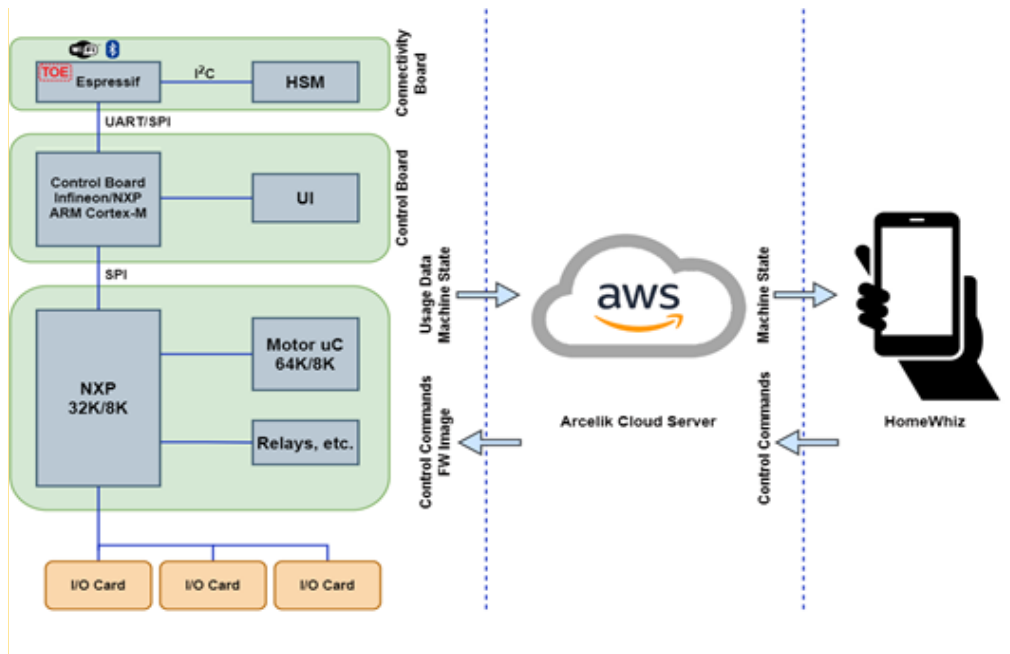 WiFi
TOE
Espressif
I²C
HSM
Connectivity
Board
UART/SPI
Control Board
Infineon/NXP
ARM Cortex-M
UI
Control Board
SPI
NXP
32K/8K
Motor uC
64K/8K
Relays, etc.
I/O Card
I/O Card
I/O Card
Usage Data
Machine State
Control Commands
FW Image
aws
Arcelik Cloud Server
Machine State
Control Commands
HomeWhiz